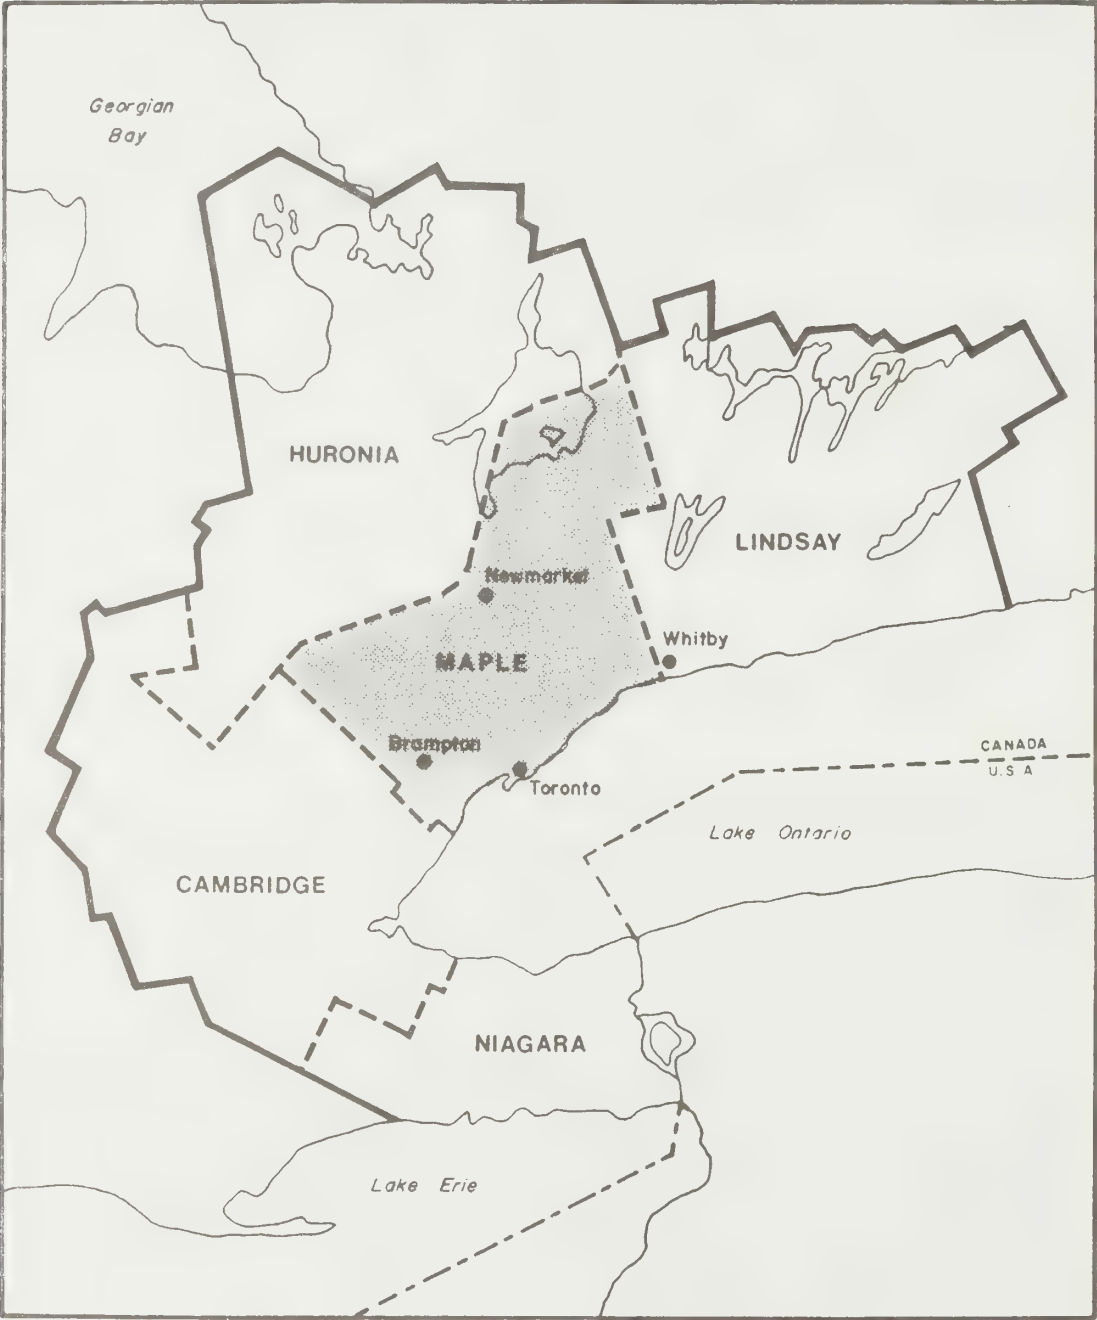 Georgian
Bay
HURONIA
LINDSAY
Newmarket
Whitby
MAPLE
Brampton
CANADA
U.S A
Toronto
Lake Ontario
CAMBRIDGE
NIAGARA
Lake Erie